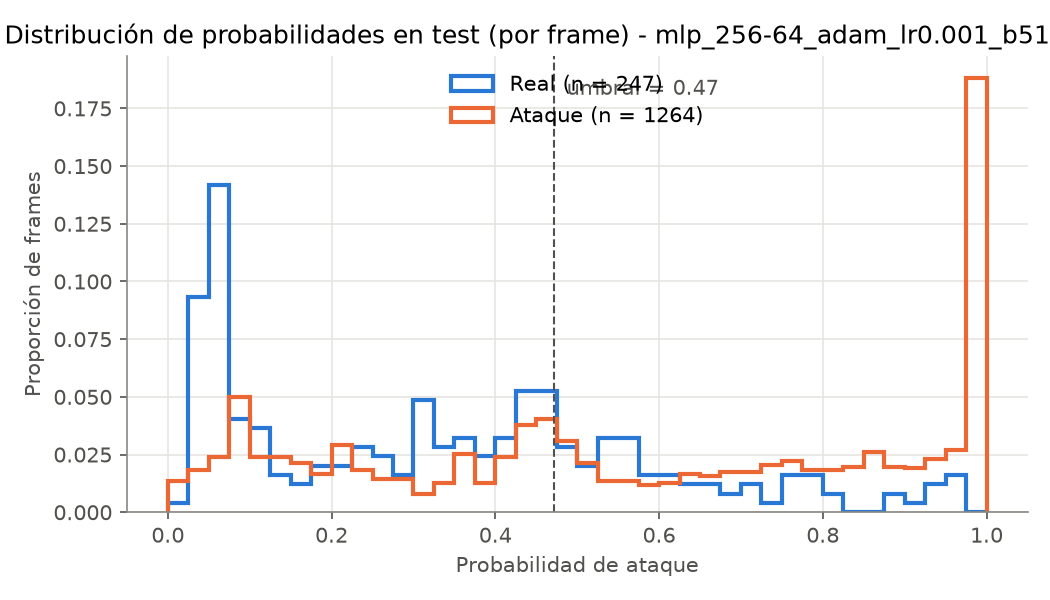 Distribución de probabilidades en test (por frame) - mlp_256-64_adam_lr0.001_b51
Real (n = 247)
umbral = 0.47
Ataque (n = 1264)
Proporción de frames
0.175
0.150
0.125
0.100
0.075
0.050
0.025
0.000
0.0 0.2 0.4 0.6 0.8 1.0
Probabilidad de ataque